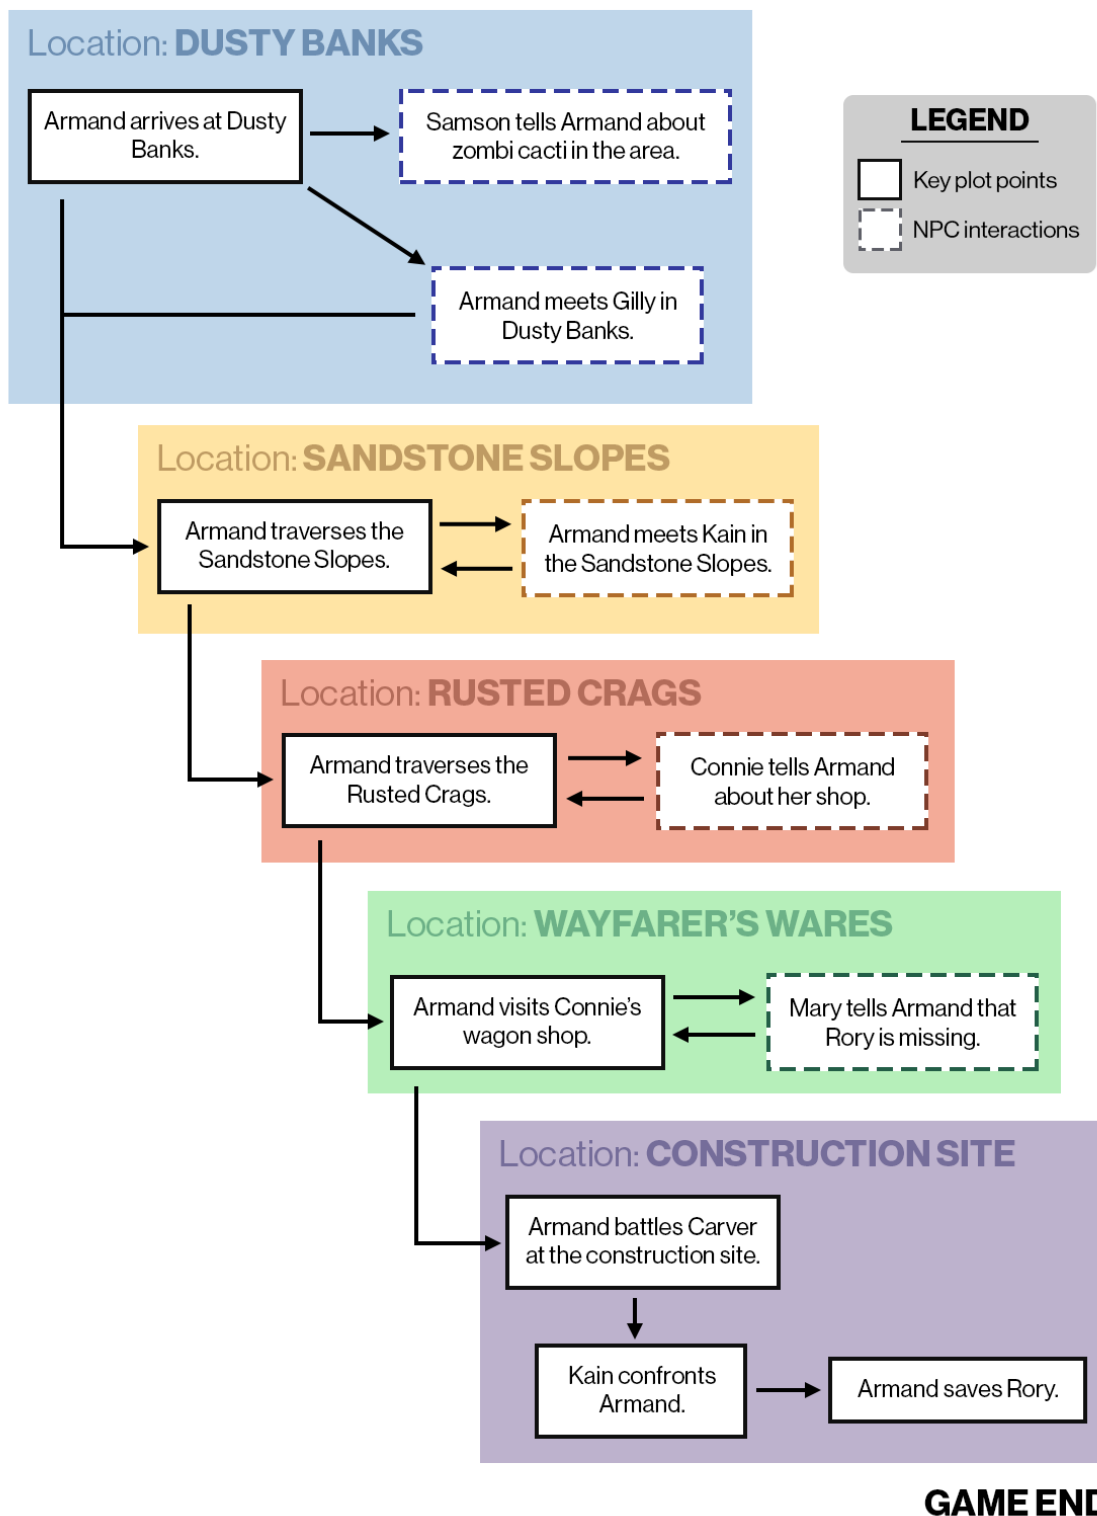 Location: DUSTY BANKS
Armand arrives at Dusty
Banks.
Samson tells Armand about
zombi cacti in the area.
Armand meets Gilly in
Dusty Banks.
LEGEND
Key plot points
NPC interactions
Location: SANDSTONE SLOPES
Armand traverses the
Sandstone Slopes.
Armand meets Kain in
the Sandstone Slopes.
Location: RUSTED CRAGS
Armand traverses the
Rusted Crags.
Connie tells Armand
about her shop.
Location: WAYFARER’S WARES
Armand visits Connie’s
wagon shop.
Mary tells Armand that
Rory is missing.
Location: CONSTRUCTION SITE
Armand battles Carver
at the construction site.
Kain confronts
Armand.
Armand saves Rory.
GAME END